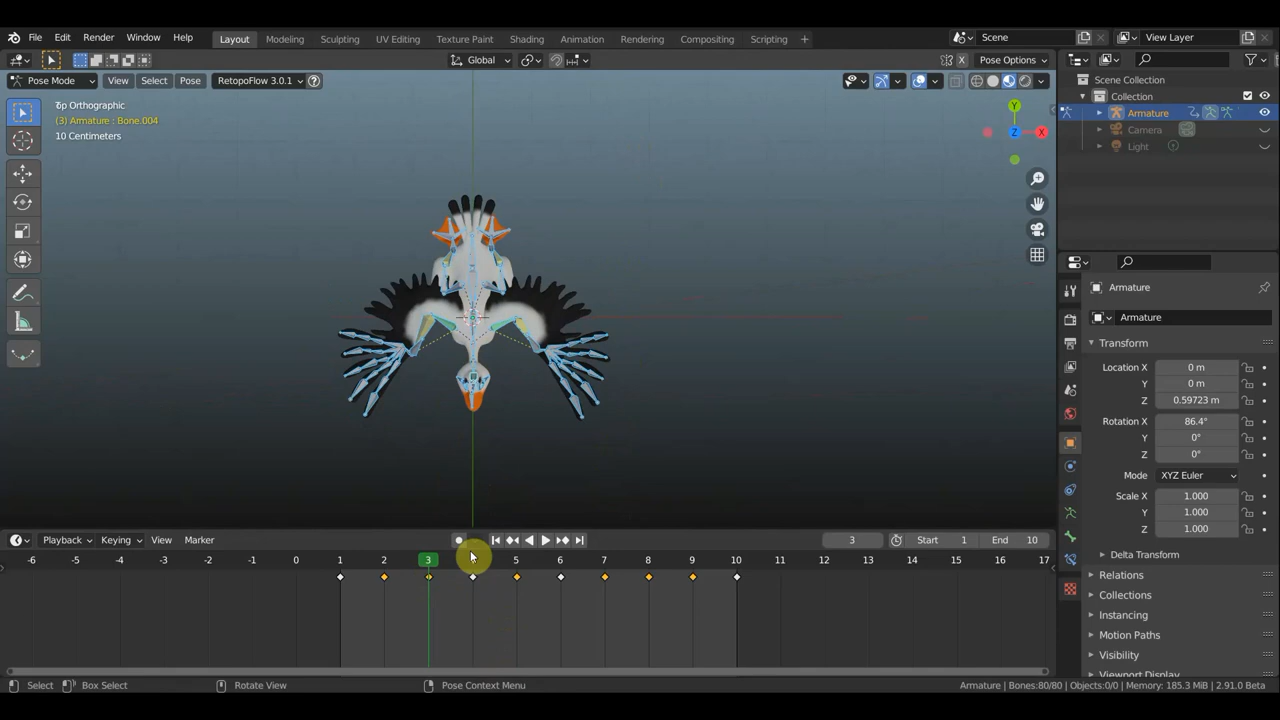 File Edit Render Window Help Layout Modeling Sculpting UV Editing Texture Paint Shading Animation Rendering Compositing Scripting + Scene View Layer
Global Pose Options
Pose Mode View Select Pose RetopoFlow 3.0.1
Scene Collection
Collection
Armature
Camera
Light
Top Orthographic
(3) Armature : Bone.004
10 Centimeters
Y
X
Z
Armature
Armature
Transform
Location X 0 m
Y 0 m
Z 0.59723 m
Rotation X 86.4°
Y 0°
Z 0°
Mode XYZ Euler
Scale X 1.000
Y 1.000
Z 1.000
Delta Transform
Relations
Collections
Instancing
Motion Paths
Visibility
Viewport Display
Playback Keying View Marker 3 Start 1 End 10
-6 -5 -4 -3 -2 -1 0 1 2 3 5 6 7 8 9 10 11 12 13 14 15 16 17
Select Box Select Rotate View Pose Context Menu Armature | Bones:80/80 | Objects:0/0 | Memory: 185.3 MiB | 2.91.0 Beta